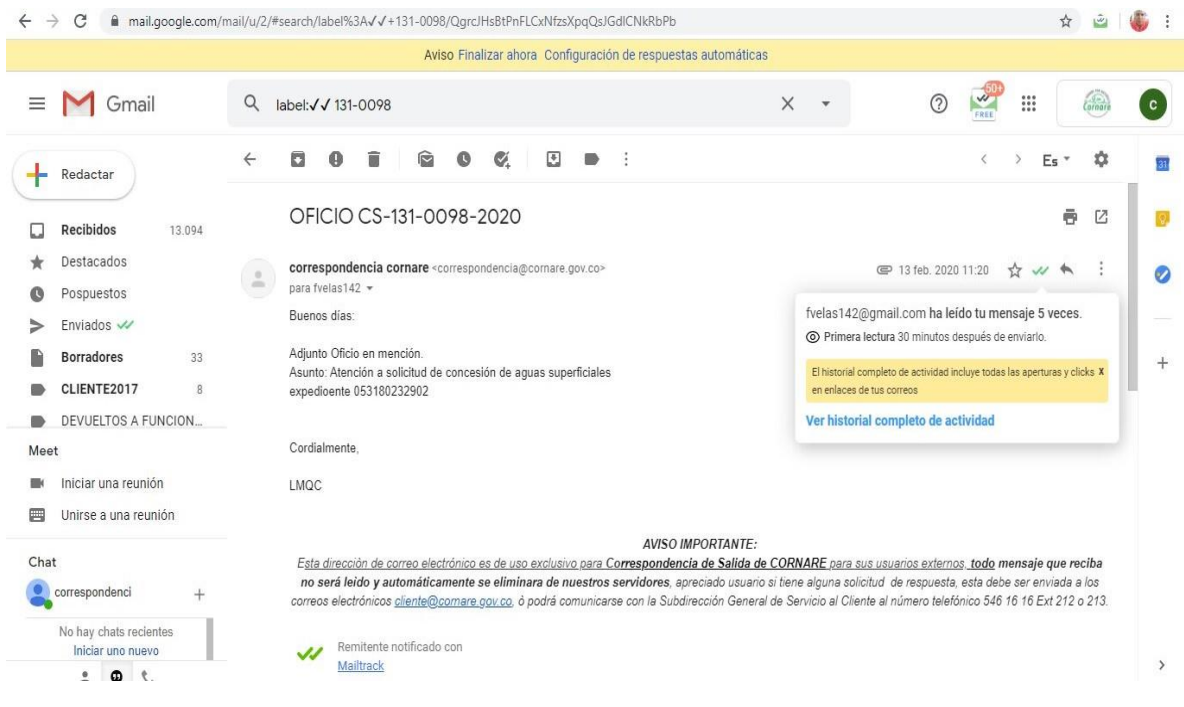 mail.google.com/mail/u/2/#search/label%3A✓✓+131-0098/QgrcJHsBtPnFLCxNfzsXpqQsJGdlCNkRbPb
Aviso Finalizar ahora Configuración de respuestas automáticas
Gmail
label:✓✓ 131-0098
50+
FREE
Cornare
C
Redactar
Es
31
OFICIO CS-131-0098-2020
Recibidos 13.094
Destacados
Pospuestos
Enviados
Borradores 33
CLIENTE2017 8
DEVUELTOS A FUNCION...
correspondencia cornare <correspondencia@cornare.gov.co>
13 feb. 2020 11:20
para fvelas142
Buenos días:
Adjunto Oficio en mención.
Asunto: Atención a solicitud de concesión de aguas superficiales
expedioente 053180232902
Cordialmente,
LMQC
fvelas142@gmail.com ha leído tu mensaje 5 veces.
Primera lectura 30 minutos después de enviarlo.
El historial completo de actividad incluye todas las aperturas y clicks X
en enlaces de tus correos
Ver historial completo de actividad
Meet
Iniciar una reunión
Unirse a una reunión
Chat
correspondenci
No hay chats recientes
Iniciar uno nuevo
AVISO IMPORTANTE:
Esta dirección de correo electrónico es de uso exclusivo para Correspondencia de Salida de CORNARE para sus usuarios externos, todo mensaje que reciba
no será leido y automáticamente se eliminara de nuestros servidores, apreciado usuario si tiene alguna solicitud de respuesta, esta debe ser enviada a los
correos electrónicos cliente@cornare.gov.co, ò podrá comunicarse con la Subdirección General de Servicio al Cliente al número telefónico 546 16 16 Ext 212 o 213.
Remitente notificado con
Mailtrack